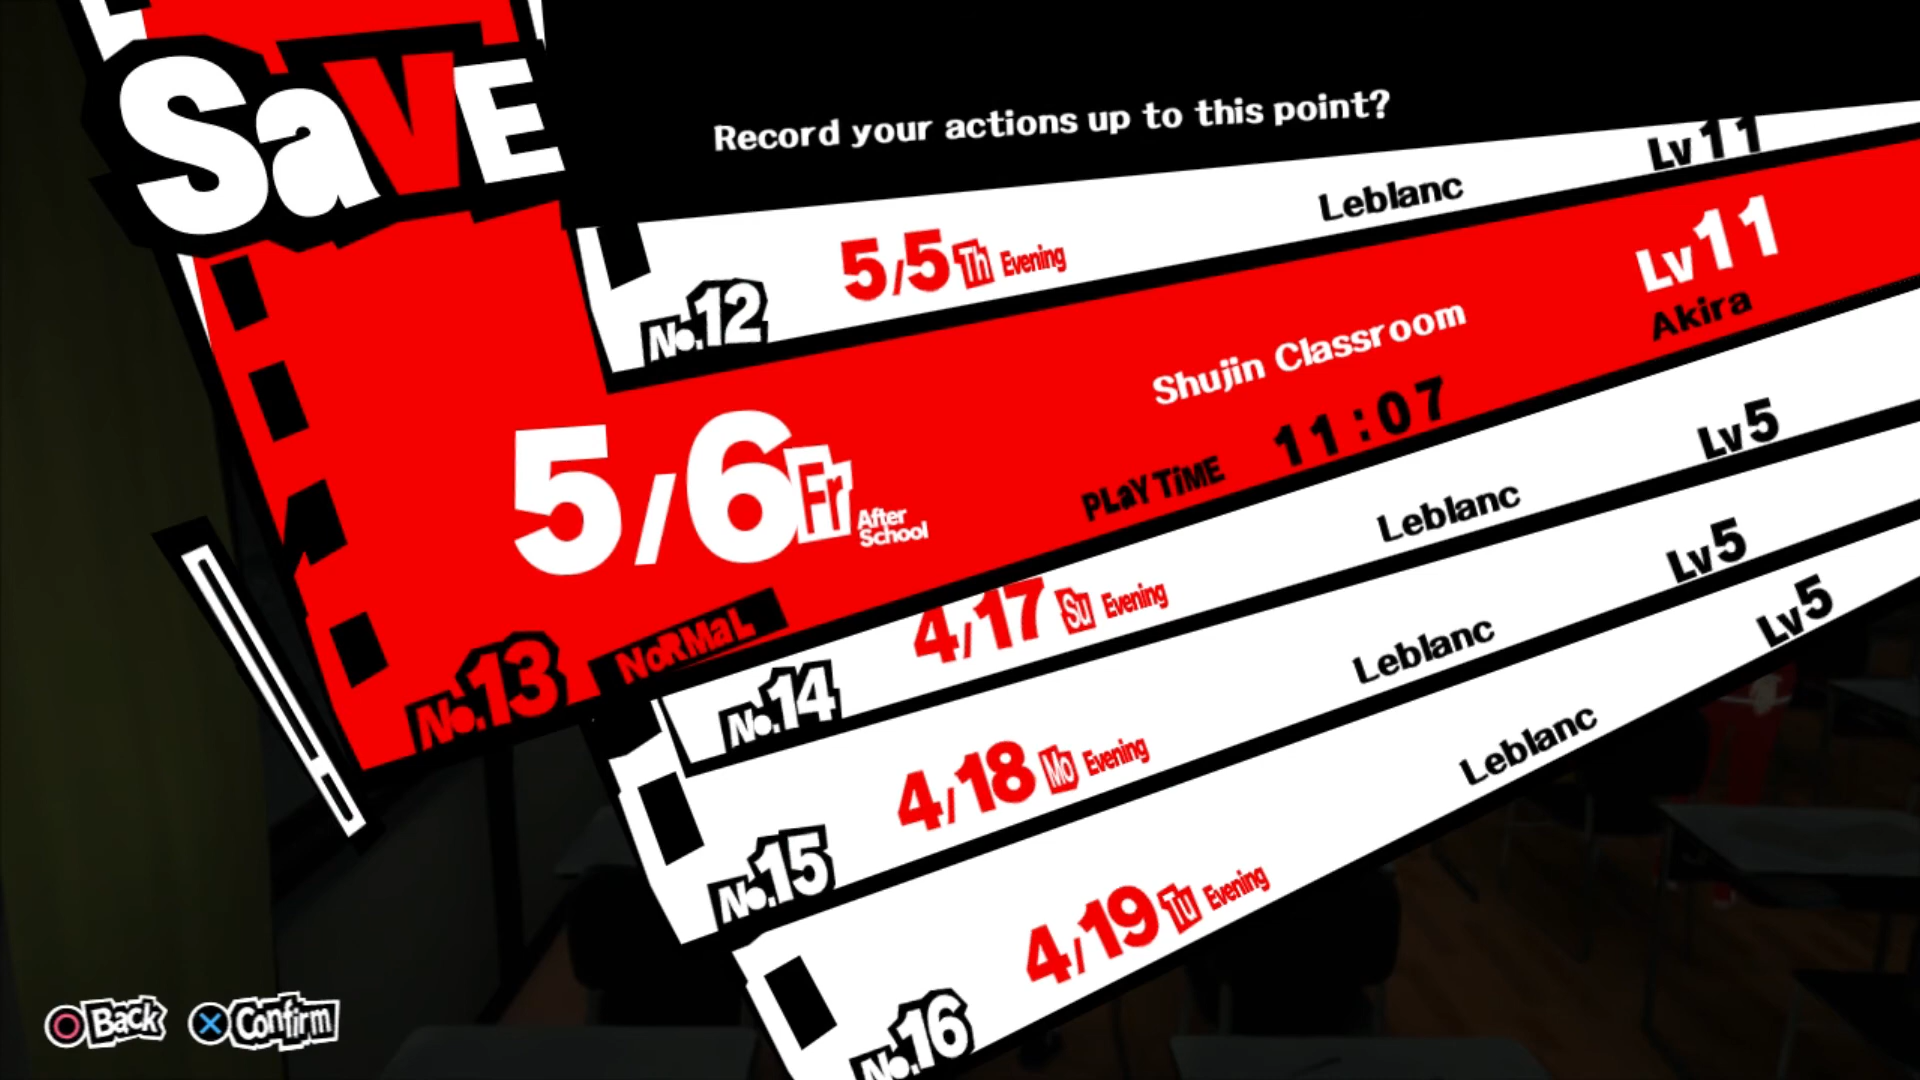 SaVE
Record your actions up to this point?
No.12 5/5 Th Evening Leblanc Lv11
No.13 5/6 Fr After School NoRMaL Shujin Classroom PLaY TiME 11:07 Lv11 Akira
No.14 4/17 Su Evening Leblanc Lv5
No.15 4/18 Mo Evening Leblanc Lv5
No.16 4/19 Tu Evening Leblanc Lv5
Back Confirm